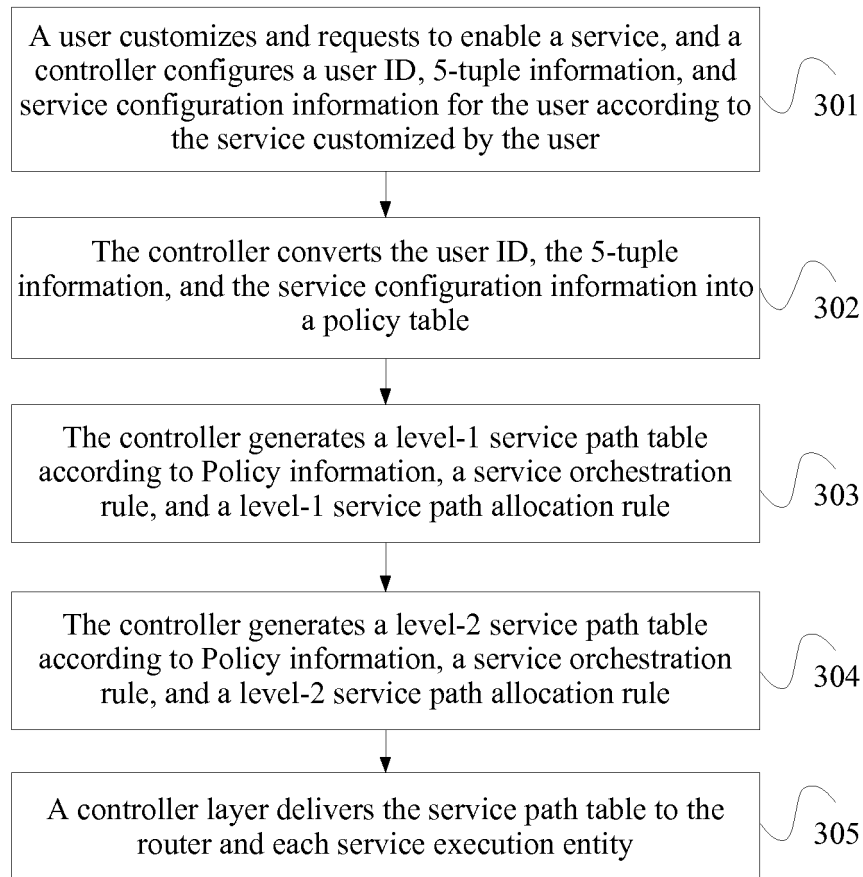 A user customizes and requests to enable a service, and a
controller configures a user ID, 5-tuple information, and
service configuration information for the user according to
the service customized by the user
301
The controller converts the user ID, the 5-tuple
information, and the service configuration information into
a policy table
302
The controller generates a level-1 service path table
according to Policy information, a service orchestration
rule, and a level-1 service path allocation rule
303
The controller generates a level-2 service path table
according to Policy information, a service orchestration
rule, and a level-2 service path allocation rule
304
A controller layer delivers the service path table to the
router and each service execution entity
305